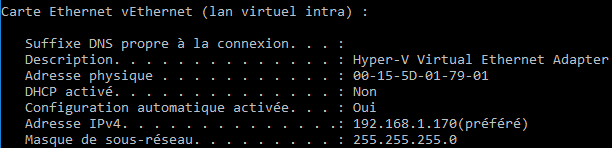 Carte Ethernet vEthernet (lan virtuel intra) :
Suffixe DNS propre à la connexion. . . :
Description. . . . . . . . . . . . . . : Hyper-V Virtual Ethernet Adapter
Adresse physique . . . . . . . . . . . : 00-15-5D-01-79-01
DHCP activé. . . . . . . . . . . . . . : Non
Configuration automatique activée. . . : Oui
Adresse IPv4. . . . . . . . . . . . . .: 192.168.1.170(préféré)
Masque de sous-réseau. . . . . . . . . : 255.255.255.0